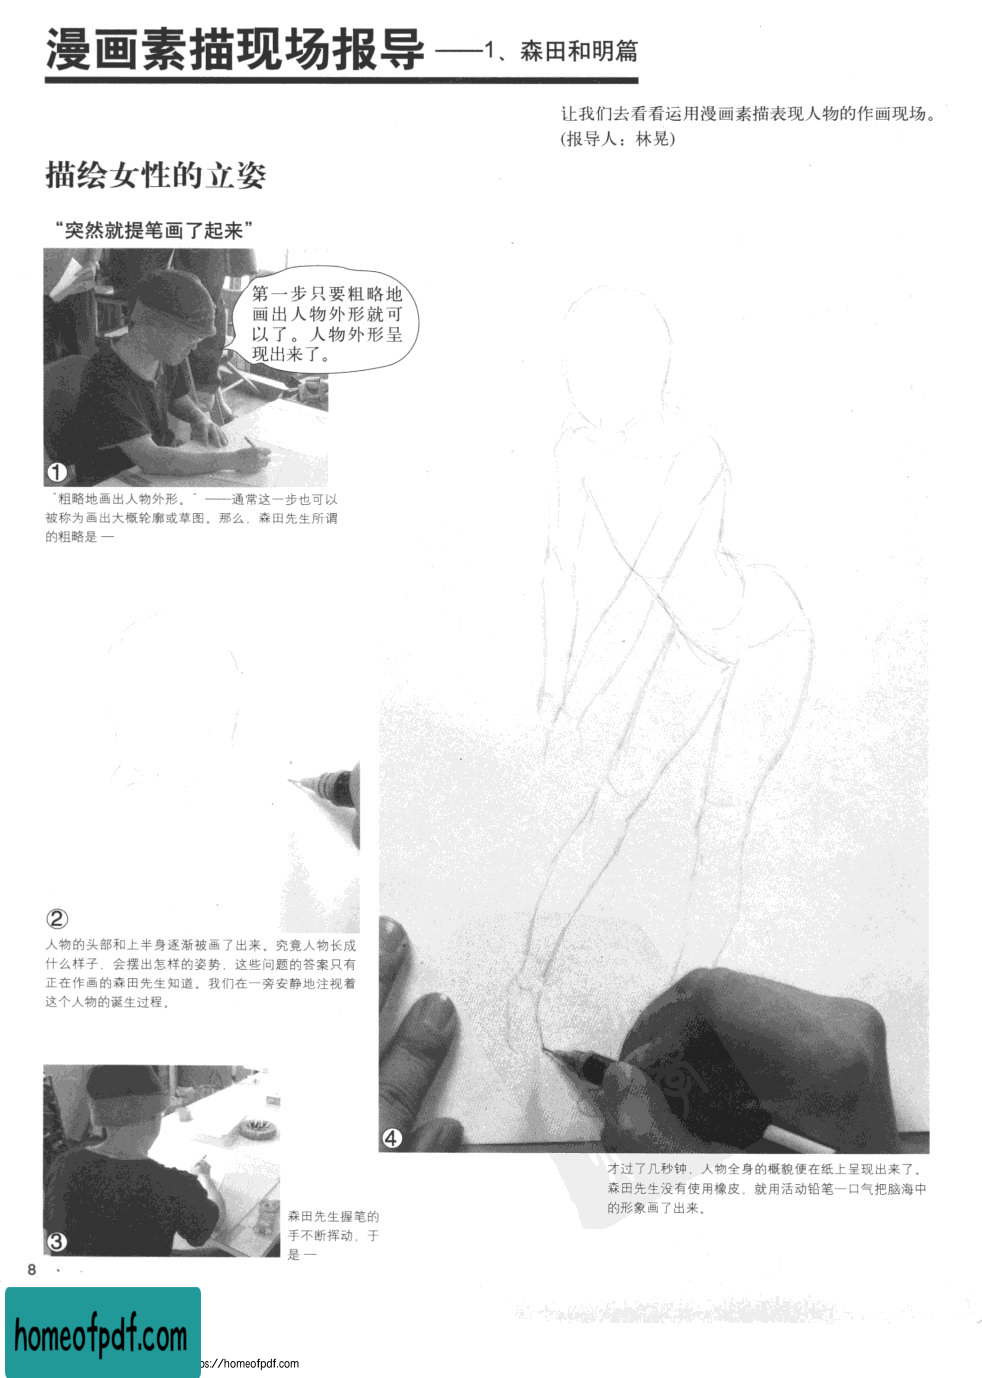 漫画素描现场报导——1、森田和明篇
让我们去看看运用漫画素描表现人物的作画现场。
(报导人：林晃)
描绘女性的立姿
“突然就提笔画了起来”
第一步只要粗略地
画出人物外形就可
以了。人物外形呈
现出来了。
①
“粗略地画出人物外形。”——通常这一步也可以
被称为画出大概轮廓或草图。那么，森田先生所谓
的粗略是—
②
人物的头部和上半身逐渐被画了出来。究竟人物长成
什么样子，会摆出怎样的姿势，这些问题的答案只有
正在作画的森田先生知道。我们在一旁安静地注视着
这个人物的诞生过程。
③
森田先生握笔的
手不断挥动，于
是—
④
才过了几秒钟，人物全身的概貌便在纸上呈现出来了。
森田先生没有使用橡皮，就用活动铅笔一口气把脑海中
的形象画了出来。
8
homeofpdf.com
ps://homeofpdf.com